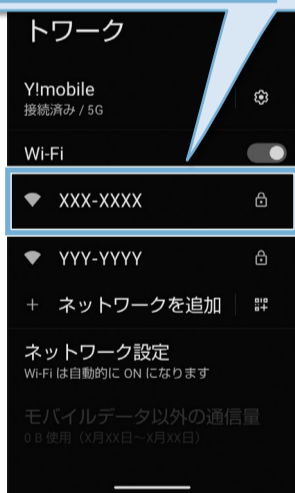 トワーク
Y!mobile
接続済み / 5G
Wi-Fi
XXX-XXXX
YYY-YYYY
+ ネットワークを追加
ネットワーク設定
Wi-Fi は自動的に ON になります
モバイルデータ以外の通信量
0 B 使用（X月XX日～X月XX日）